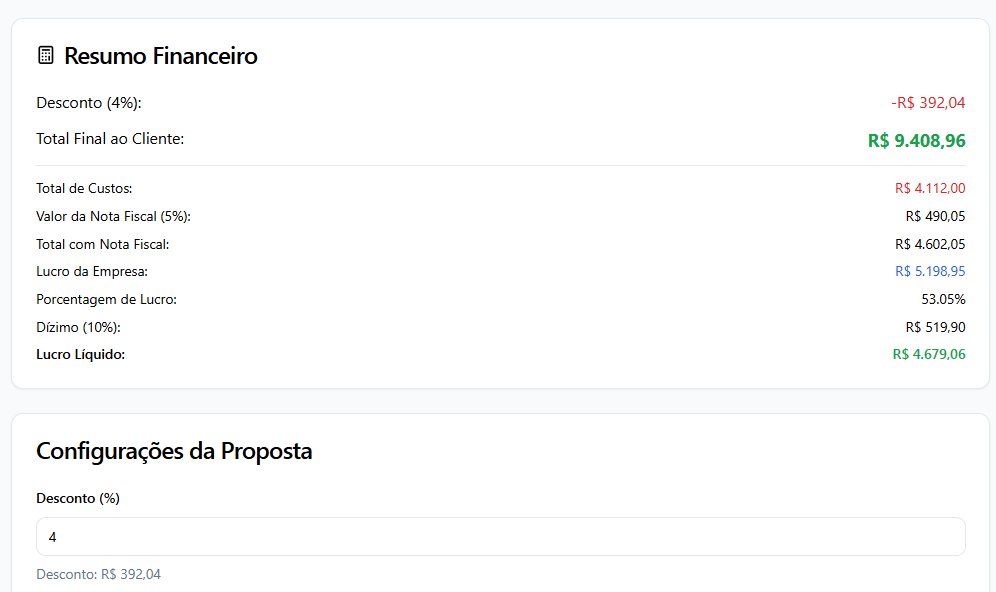 Resumo Financeiro
Desconto (4%): -R$ 392,04
Total Final ao Cliente: R$ 9.408,96
Total de Custos: R$ 4.112,00
Valor da Nota Fiscal (5%): R$ 490,05
Total com Nota Fiscal: R$ 4.602,05
Lucro da Empresa: R$ 5.198,95
Porcentagem de Lucro: 53.05%
Dízimo (10%): R$ 519,90
Lucro Líquido: R$ 4.679,06
Configurações da Proposta
Desconto (%)
4
Desconto: R$ 392,04